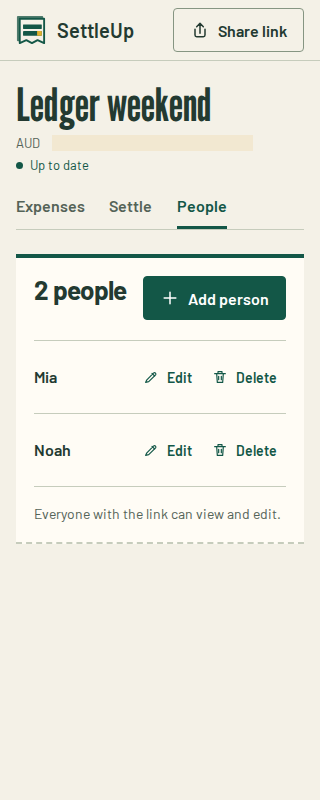 SettleUp
Share link
Ledger weekend
AUD
Up to date
Expenses Settle People
2 people
Add person
Mia Edit Delete
Noah Edit Delete
Everyone with the link can view and edit.